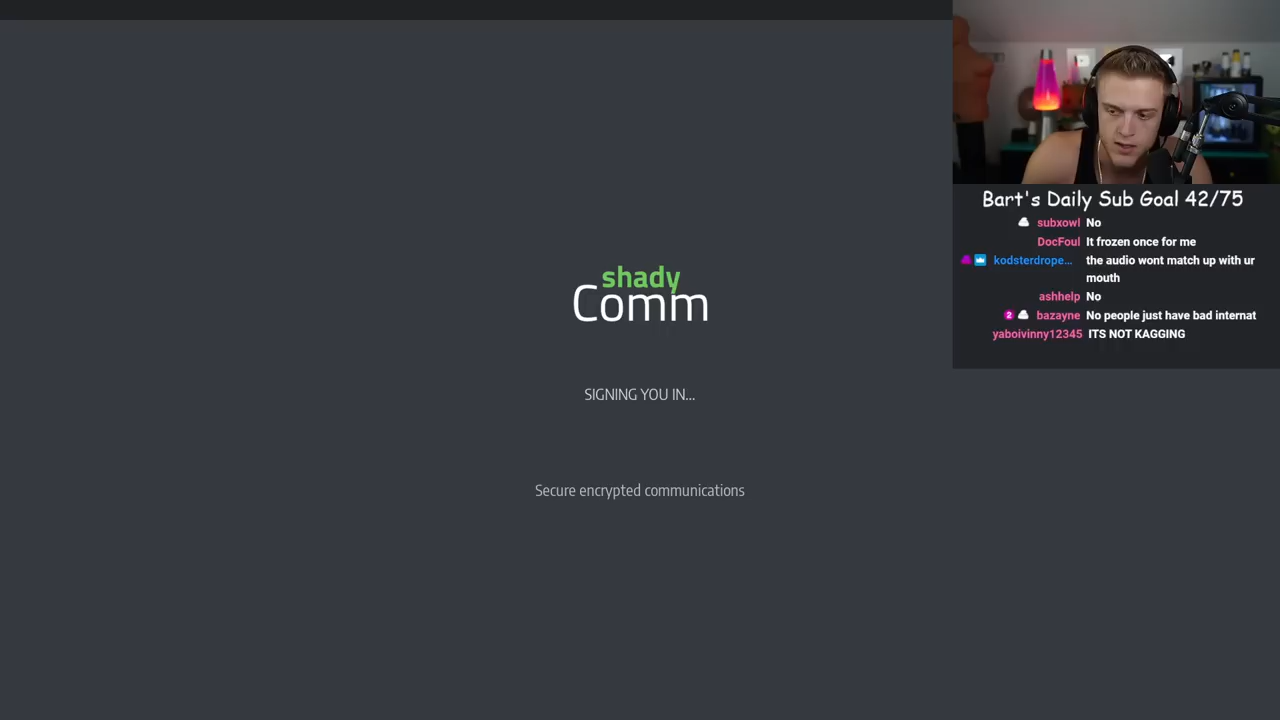 shady
Comm
SIGNING YOU IN...
Secure encrypted communications
Bart's Daily Sub Goal 42/75
subxowl No
DocFoul It frozen once for me
kodsterdrope... the audio wont match up with ur
mouth
ashhelp No
2 bazayne No people just have bad internat
yaboivinny12345 ITS NOT KAGGING